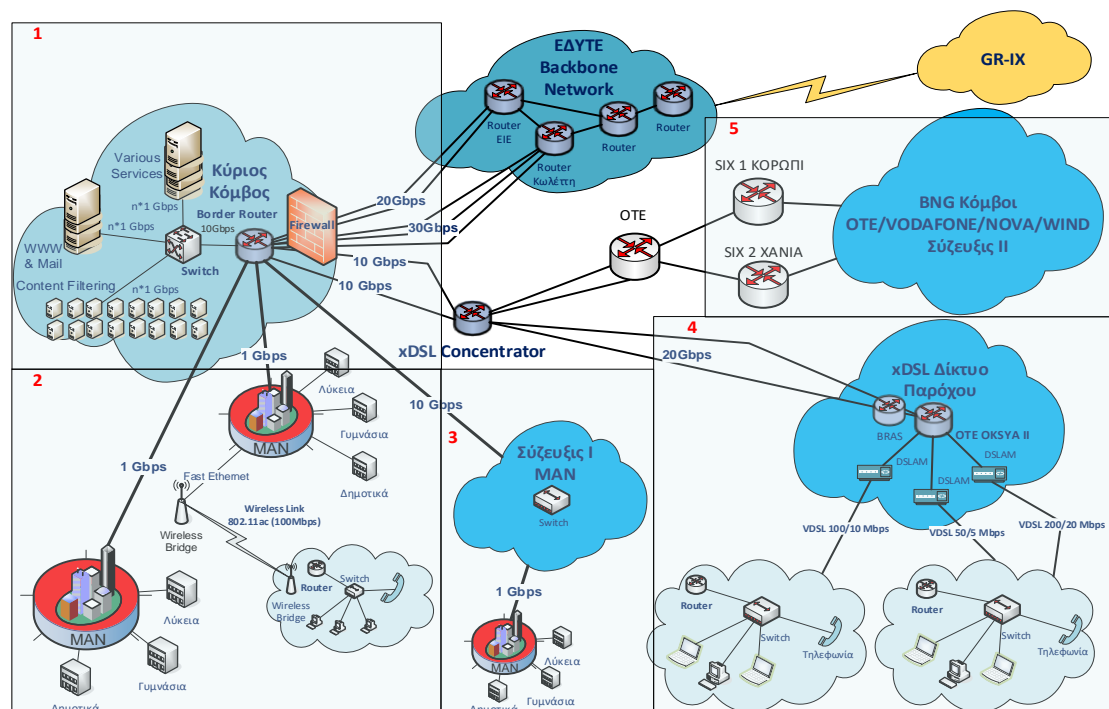 1
ΕΔΥΤΕ
Backbone
Network
GR-IX
Router
ΕΙΕ
Router
Κωλέττη
Router
Router
Various
Services
Κύριος
Κόμβος
Border Router
10Gbps
Firewall
n*1 Gbps
n*1 Gbps
WWW
& Mail
Switch
Content Filtering
n*1 Gbps
20Gbps
30Gbps
10 Gbps
10 Gbps
xDSL Concentrator
ΟΤΕ
5
SIX 1 ΚΟΡΩΠΙ
SIX 2 ΧΑΝΙΑ
BNG Κόμβοι
OTE/VODAFONE/NOVA/WIND
Σύζευξις II
2
1 Gbps
1 Gbps
MAN
Λύκεια
Γυμνάσια
Δημοτικά
Fast Ethernet
Wireless
Bridge
Wireless Link
802.11ac (100Mbps)
Router
Switch
Wireless
Bridge
MAN
Λύκεια
Γυμνάσια
Δημοτικά
3
10 Gbps
Σύζευξις I
MAN
Switch
1 Gbps
MAN
Λύκεια
Γυμνάσια
Δημοτικά
4
20Gbps
xDSL Δίκτυο
Παρόχου
BRAS
OTE OKSYA II
DSLAM
DSLAM
DSLAM
VDSL 100/10 Mbps
VDSL 50/5 Mbps
VDSL 200/20 Mbps
Router
Switch
Τηλεφωνία
Router
Switch
Τηλεφωνία